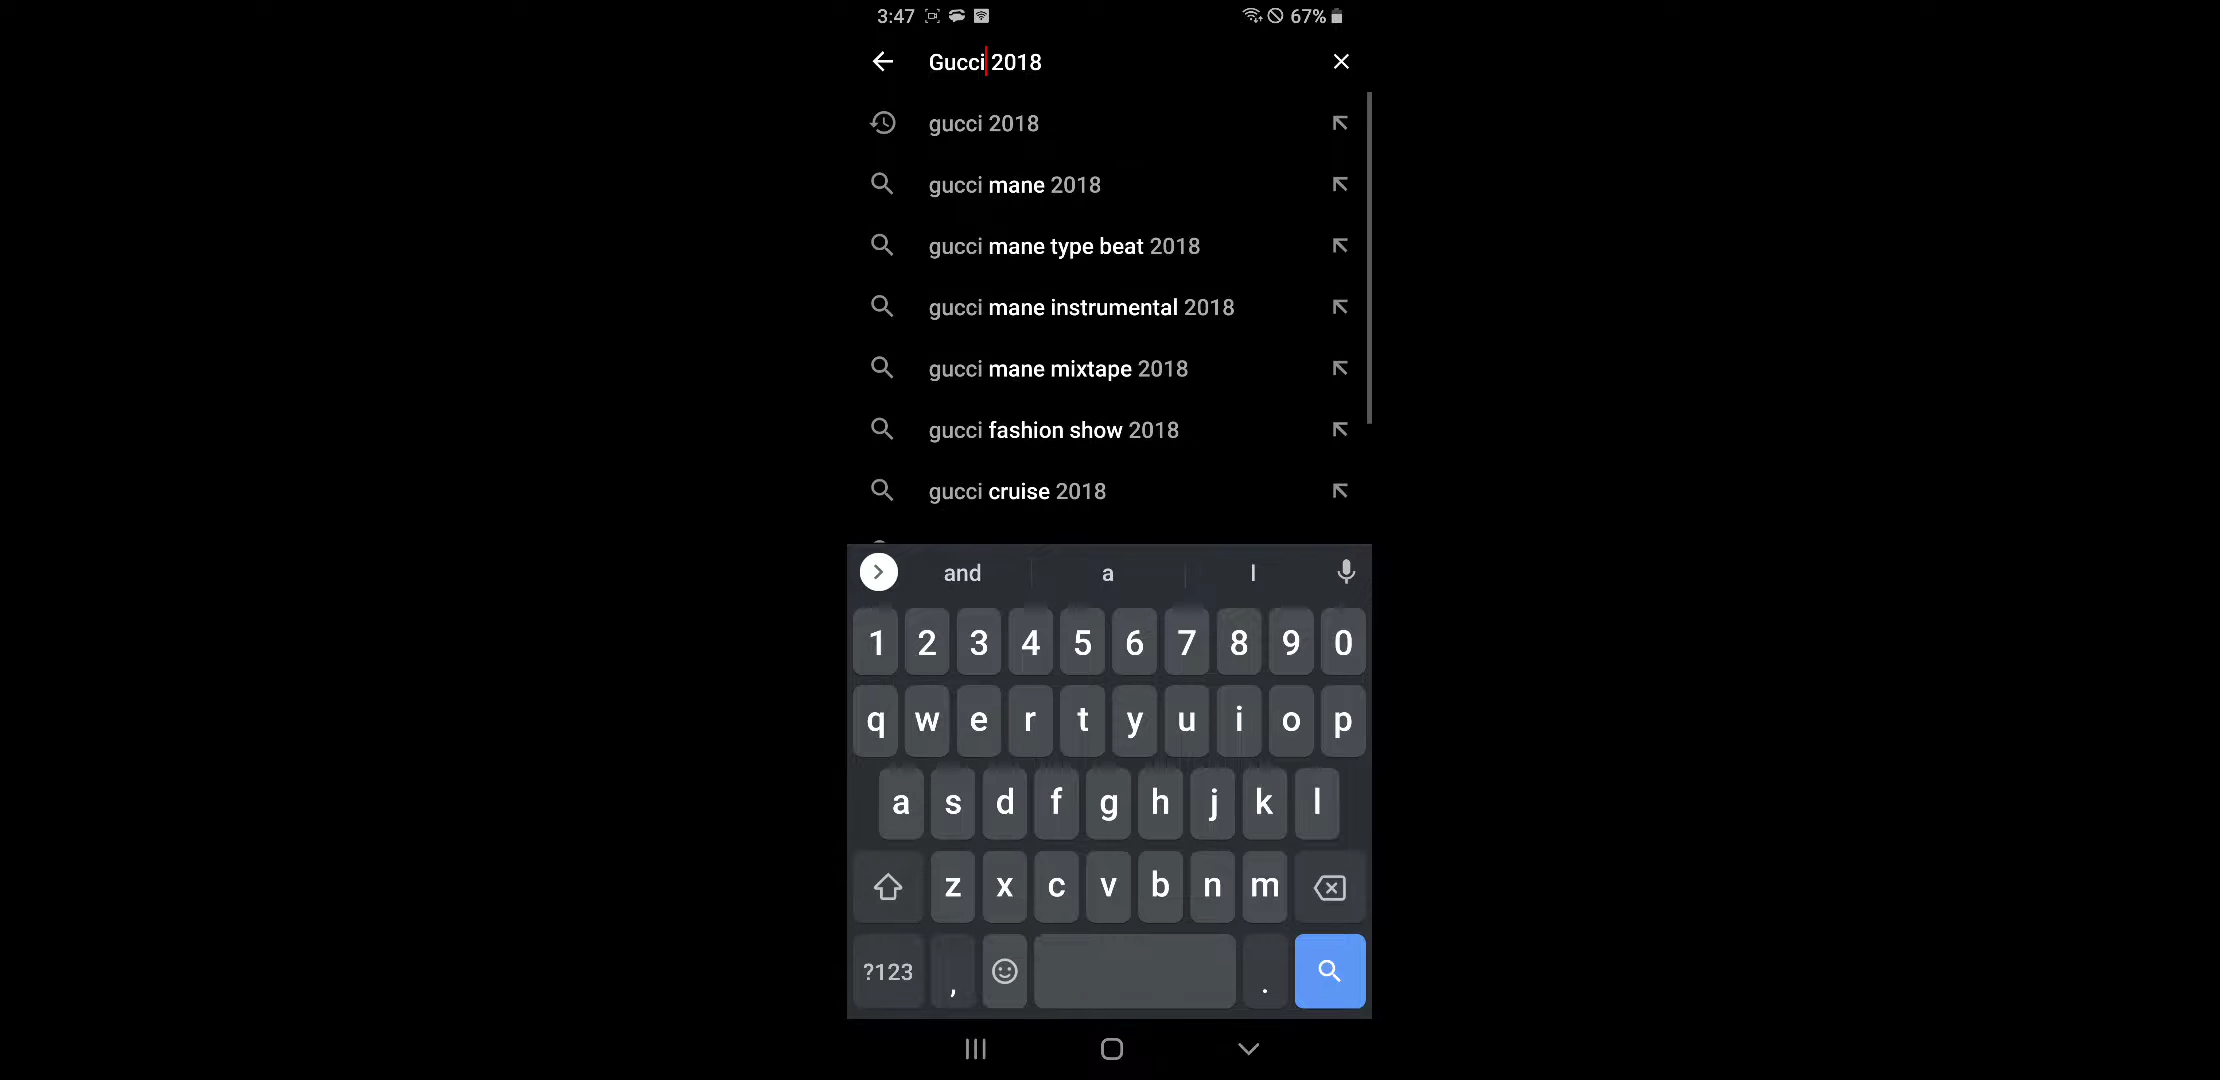 3:47 67%
Gucci 2018
gucci 2018
gucci mane 2018
gucci mane type beat 2018
gucci mane instrumental 2018
gucci mane mixtape 2018
gucci fashion show 2018
gucci cruise 2018
and a I
1 2 3 4 5 6 7 8 9 0
q w e r t y u i o p
a s d f g h j k l
z x c v b n m
?123 , .